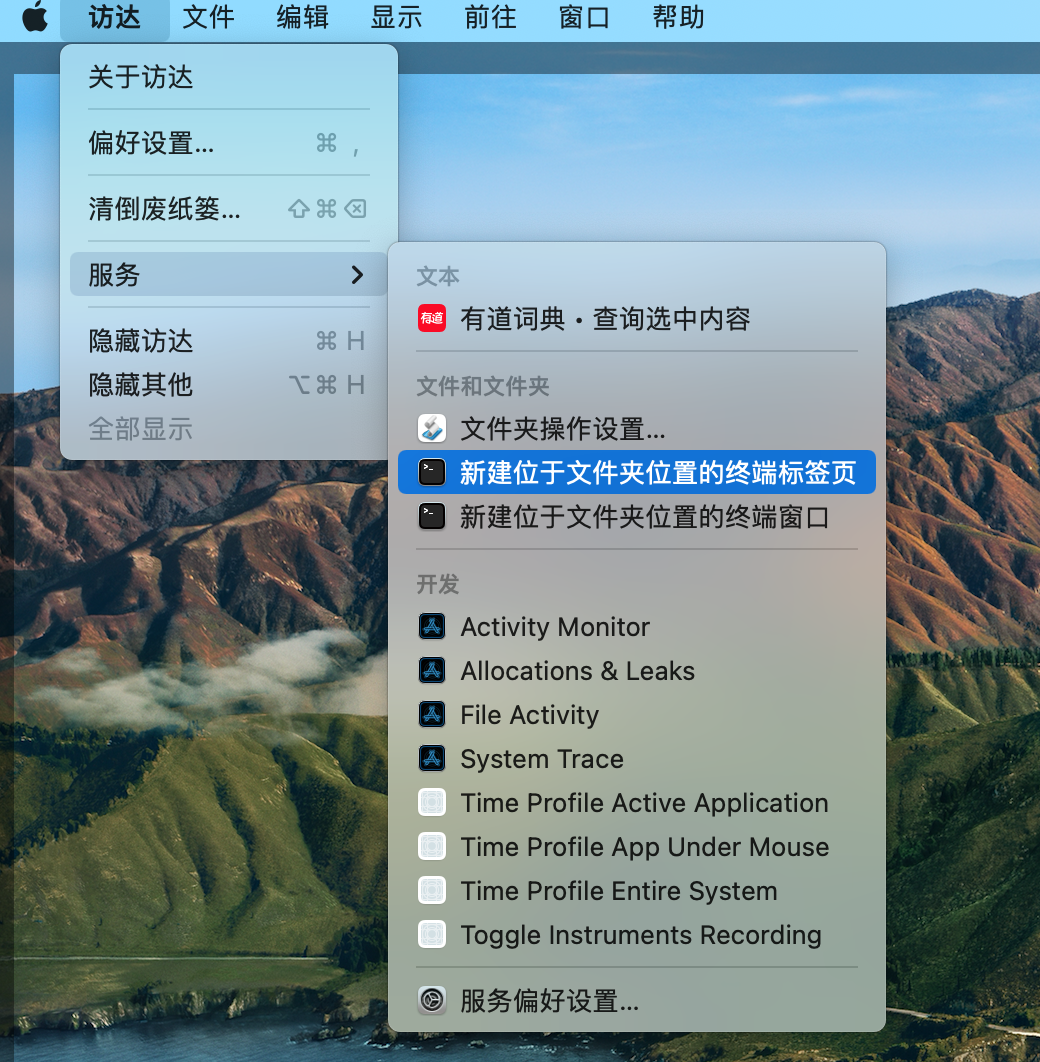 访达 文件 编辑 显示 前往 窗口 帮助
关于访达
偏好设置... ⌘ ,
清倒废纸篓... ⇧⌘⌫
服务
隐藏访达 ⌘ H
隐藏其他 ⌥⌘ H
全部显示
文本
有道 有道词典 • 查询选中内容
文件和文件夹
文件夹操作设置...
新建位于文件夹位置的终端标签页
新建位于文件夹位置的终端窗口
开发
Activity Monitor
Allocations & Leaks
File Activity
System Trace
Time Profile Active Application
Time Profile App Under Mouse
Time Profile Entire System
Toggle Instruments Recording
服务偏好设置...